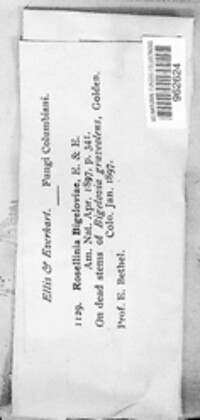 Ellis & Everhart. Fungi Columbiani.
1129. Rosellinia Bigeloviae, E. & E.
Am. Nat. Apr. 1897, p. 341.
On dead stems of Bigelovia graveolens, Golden,
Colo. Jan. 1897.
Prof. E. Bethel.
962624